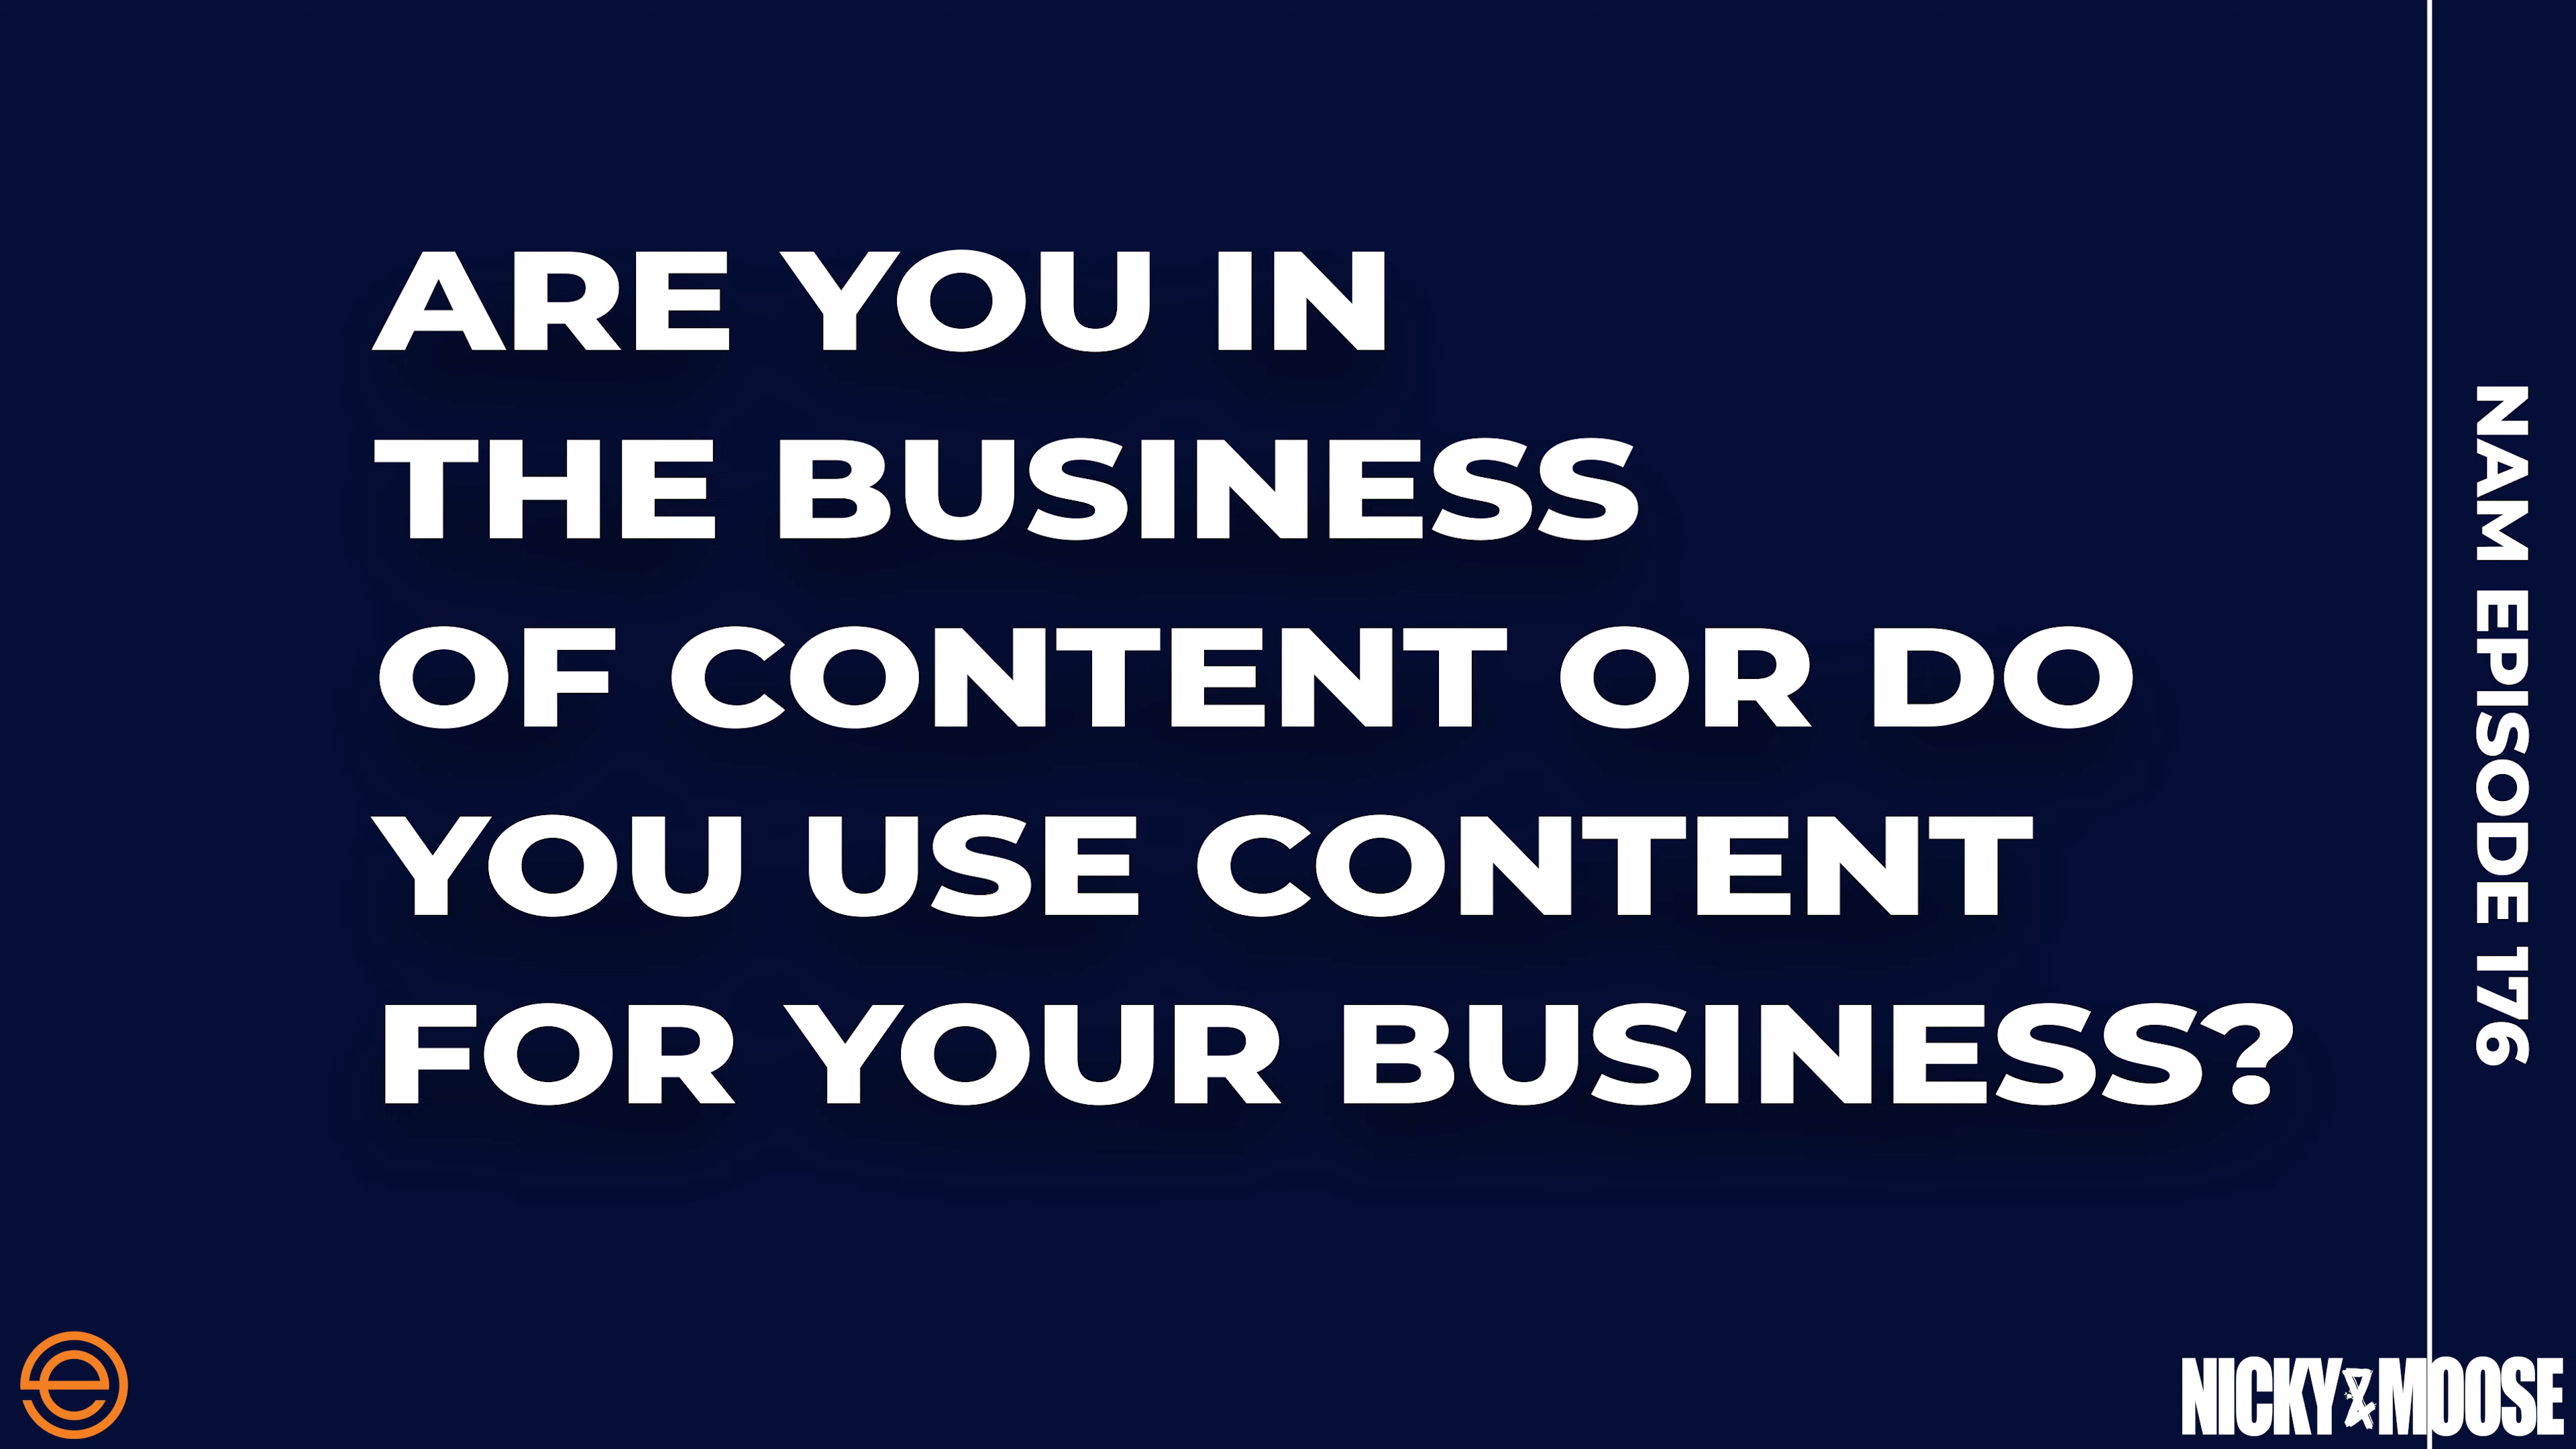 ARE YOU IN
THE BUSINESS
OF CONTENT OR DO
YOU USE CONTENT
FOR YOUR BUSINESS?
NAM EPISODE 176
e
NICKY&MOOSE